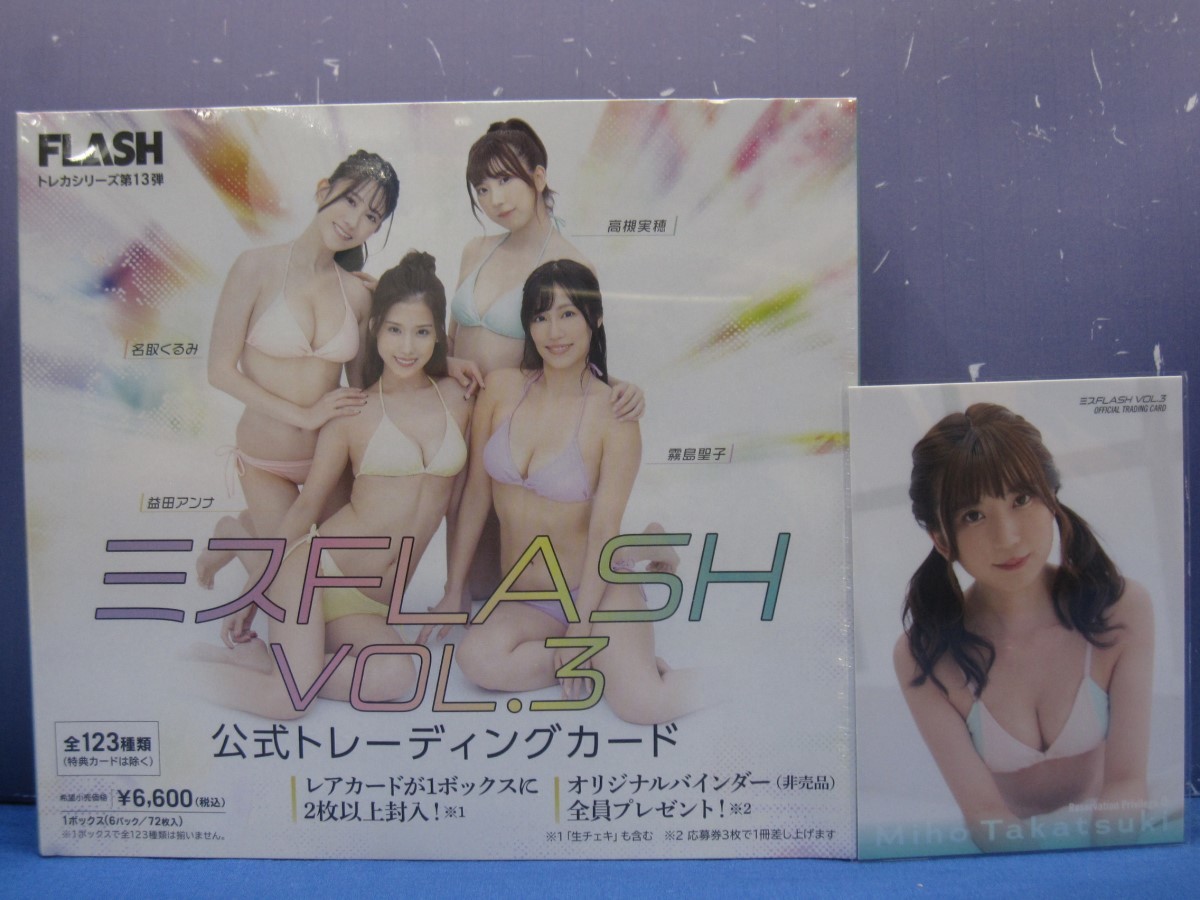 FLASH
トレカシリーズ第13弾
高槻実穂
名取くるみ
霧島聖子
益田アンナ
ミスFLASH
VOL.3
公式トレーディングカード
全123種類
(特典カードは除く)
希望小売価格 ¥6,600(税込)
1ボックス(6パック/72枚入)
※1ボックスで全123種類は揃いません。
レアカードが1ボックスに
2枚以上封入!※1
オリジナルバインダー(非売品)
全員プレゼント!※2
※1「生チェキ」も含む ※2 応募券3枚で1冊差し上げます
ミスFLASH VOL.3
OFFICIAL TRADING CARD
Miho Takatsuki